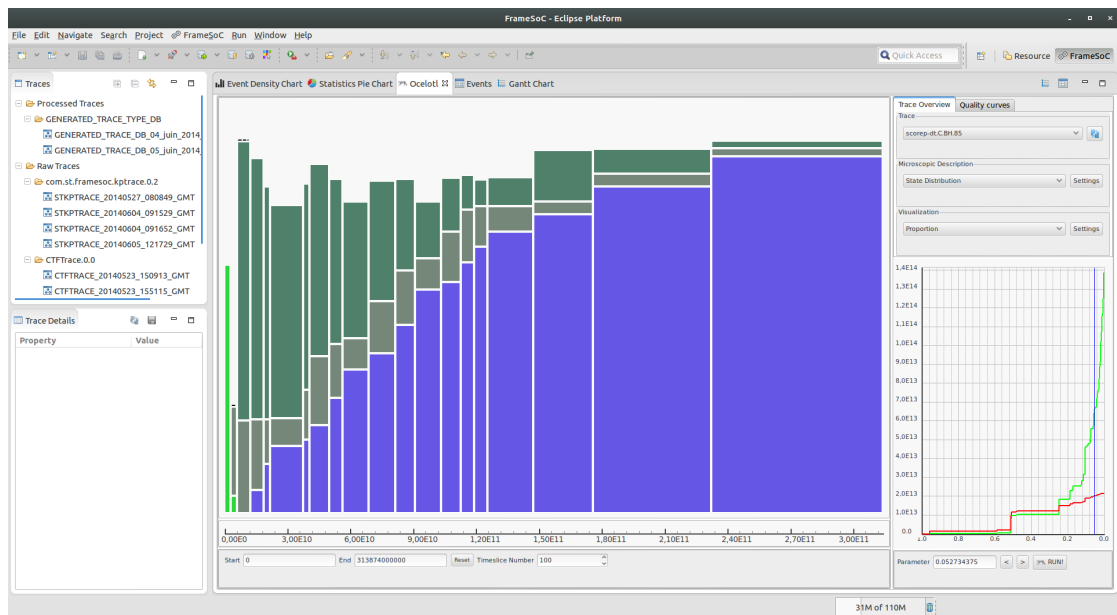 FrameSoC - Eclipse Platform
File Edit Navigate Search Project FrameSoC Run Window Help
Quick Access
Resource
FrameSoC
Traces
Processed Traces
GENERATED_TRACE_TYPE_DB
GENERATED_TRACE_DB_04_juin_2014_
GENERATED_TRACE_DB_05_juin_2014_
Raw Traces
com.st.framesoc.kptrace.0.2
STKPTRACE_20140527_080849_GMT
STKPTRACE_20140604_091529_GMT
STKPTRACE_20140604_091652_GMT
STKPTRACE_20140605_121729_GMT
CTFTrace.0.0
CTFTRACE_20140523_150913_GMT
CTFTRACE_20140523_155115_GMT
Trace Details
Property Value
Event Density Chart Statistics Pie Chart Ocelotl Events Gantt Chart
0,00E0 3,00E10 6,00E10 9,00E10 1,20E11 1,50E11 1,80E11 2,10E11 2,40E11 2,70E11 3,00E11
Start 0 End 313874000000 Reset Timeslice Number 100
Trace Overview Quality curves
Trace
scorep-dt.C.BH.85
Microscopic Description
State Distribution Settings
Visualization
Proportion Settings
1,4E14
1,3E14
1,2E14
1,1E14
1,0E14
9,0E13
8,0E13
7,0E13
6,0E13
5,0E13
4,0E13
3,0E13
2,0E13
1,0E13
0.0
1.0 0.8 0.6 0.4 0.2 0.0
Parameter 0.052734375 < > RUN!
31M of 110M